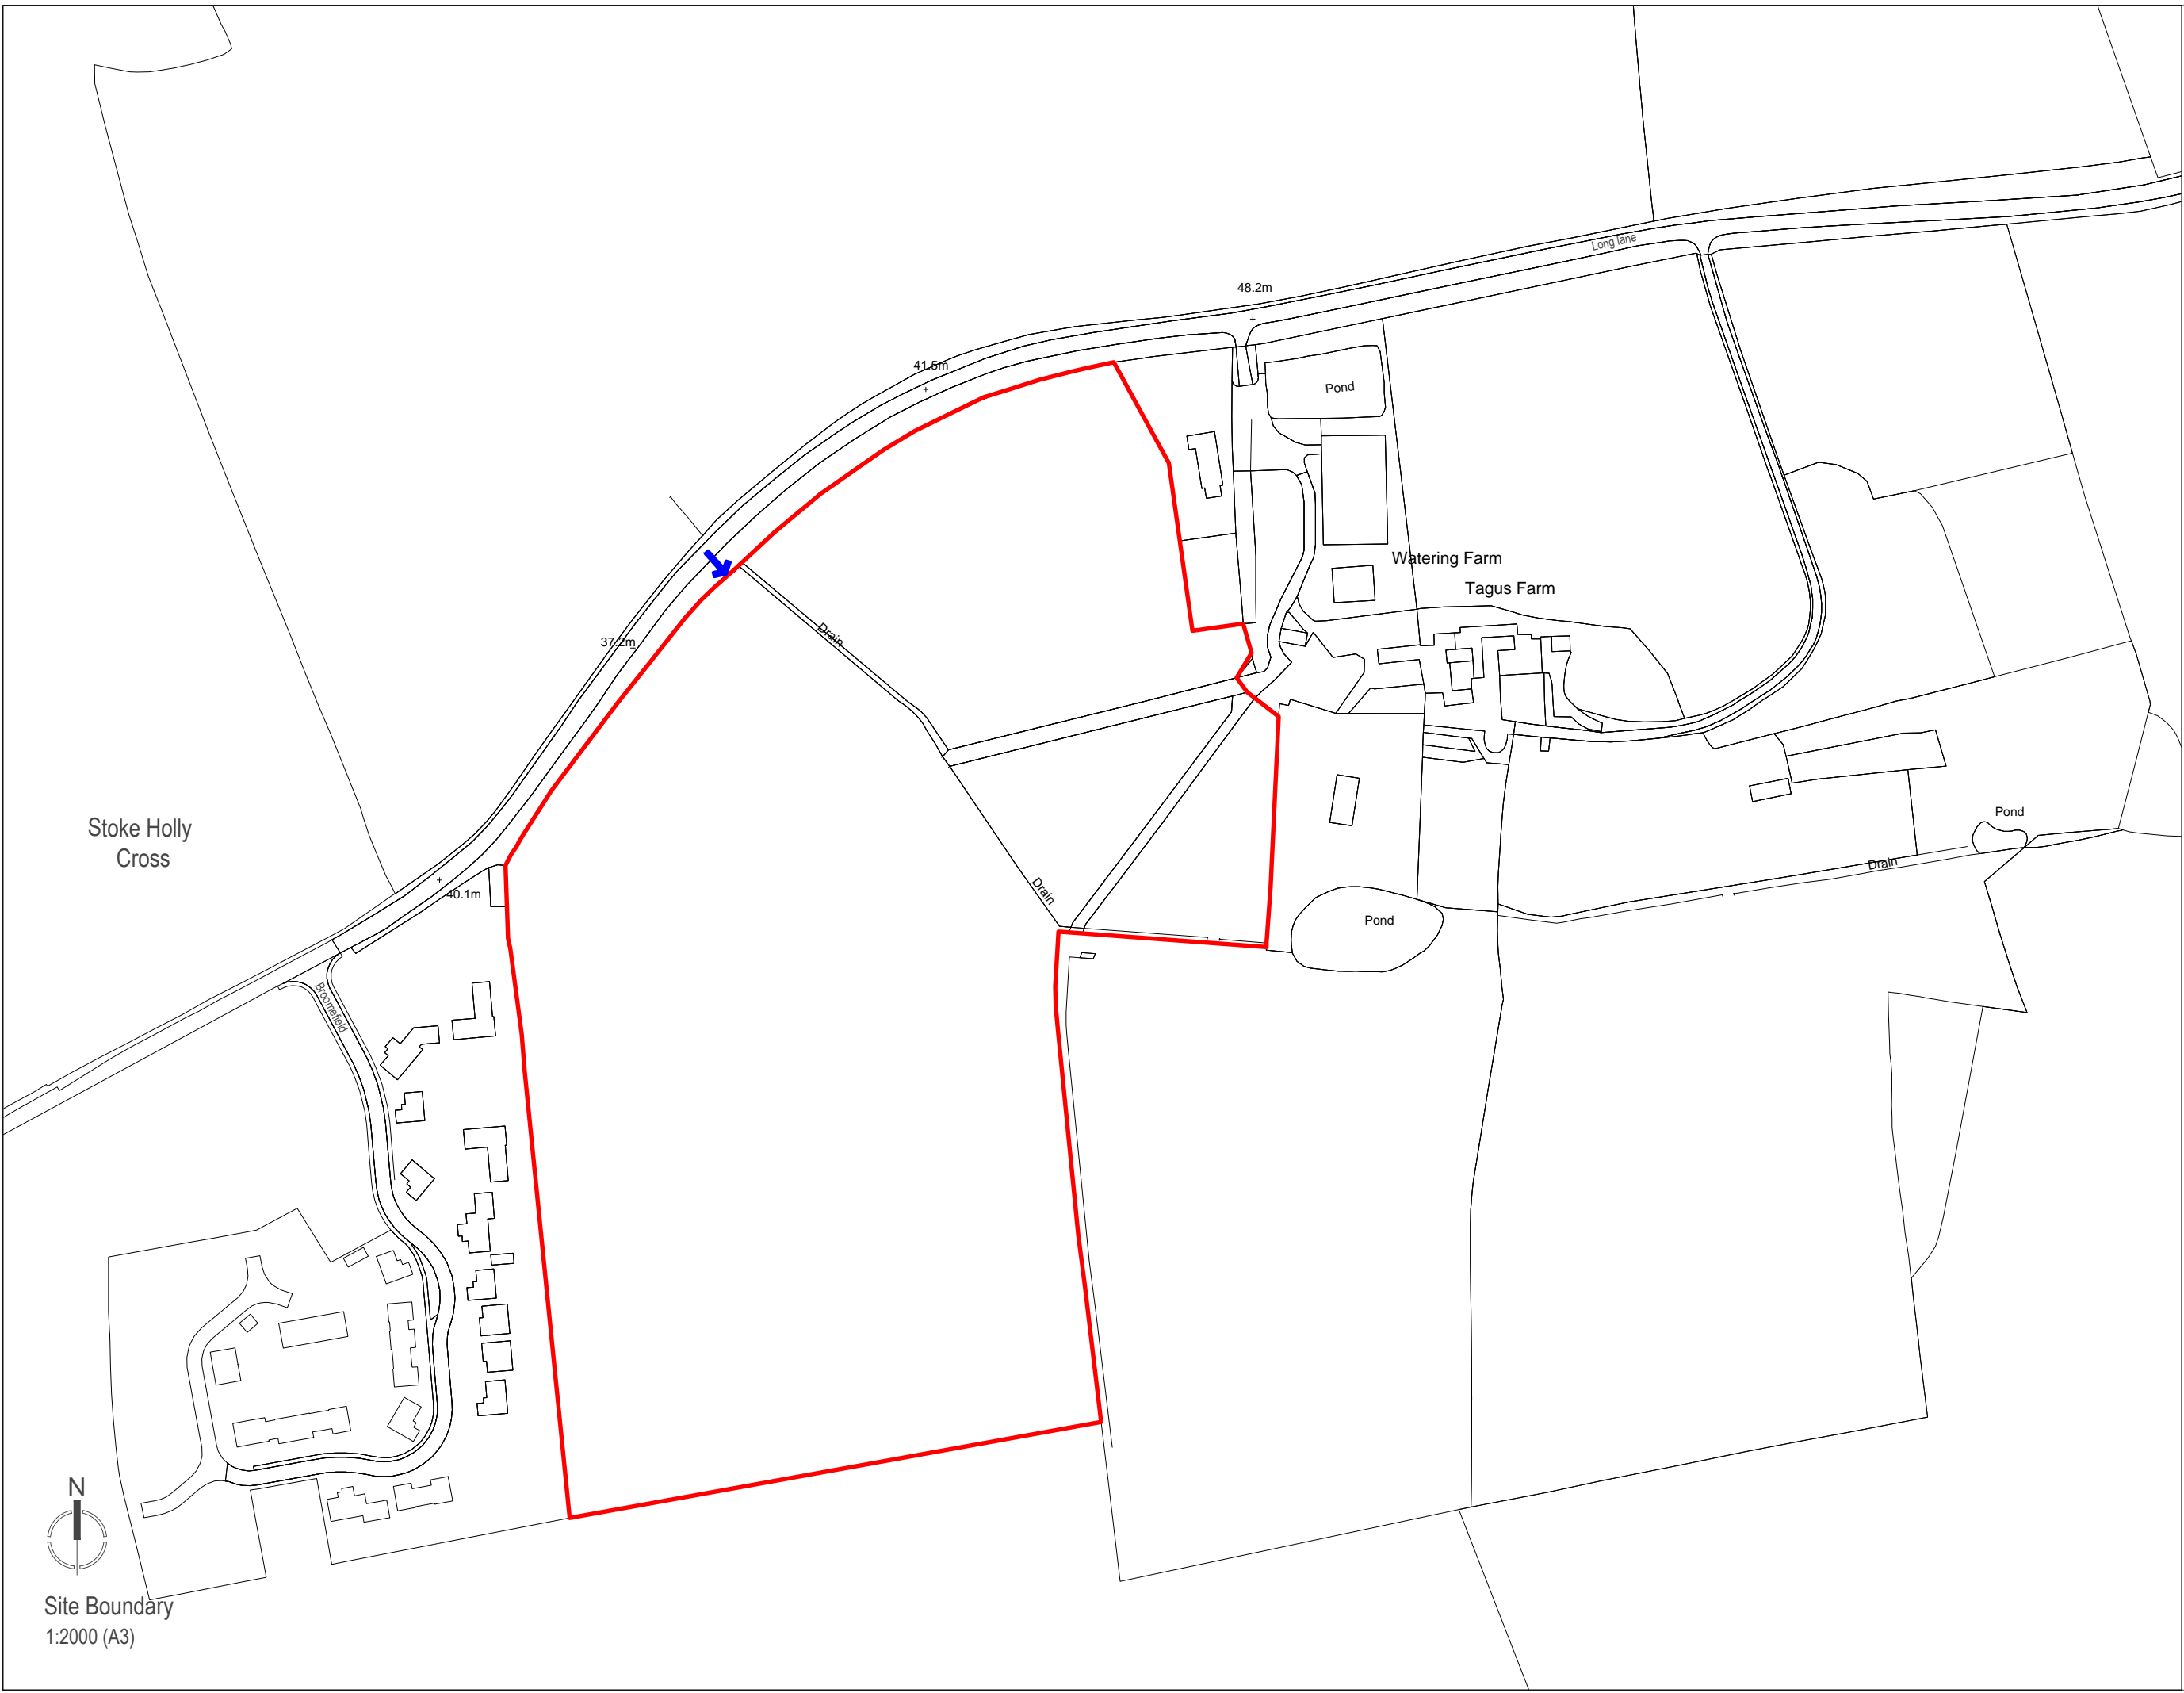 Long lane
48.2m
41.5m
Pond
Watering Farm
Tagus Farm
Drain
37.2m
Stoke Holly
Cross
Pond
Drain
Drain
40.1m
Pond
Broomefield
N
Site Boundary
1:2000 (A3)